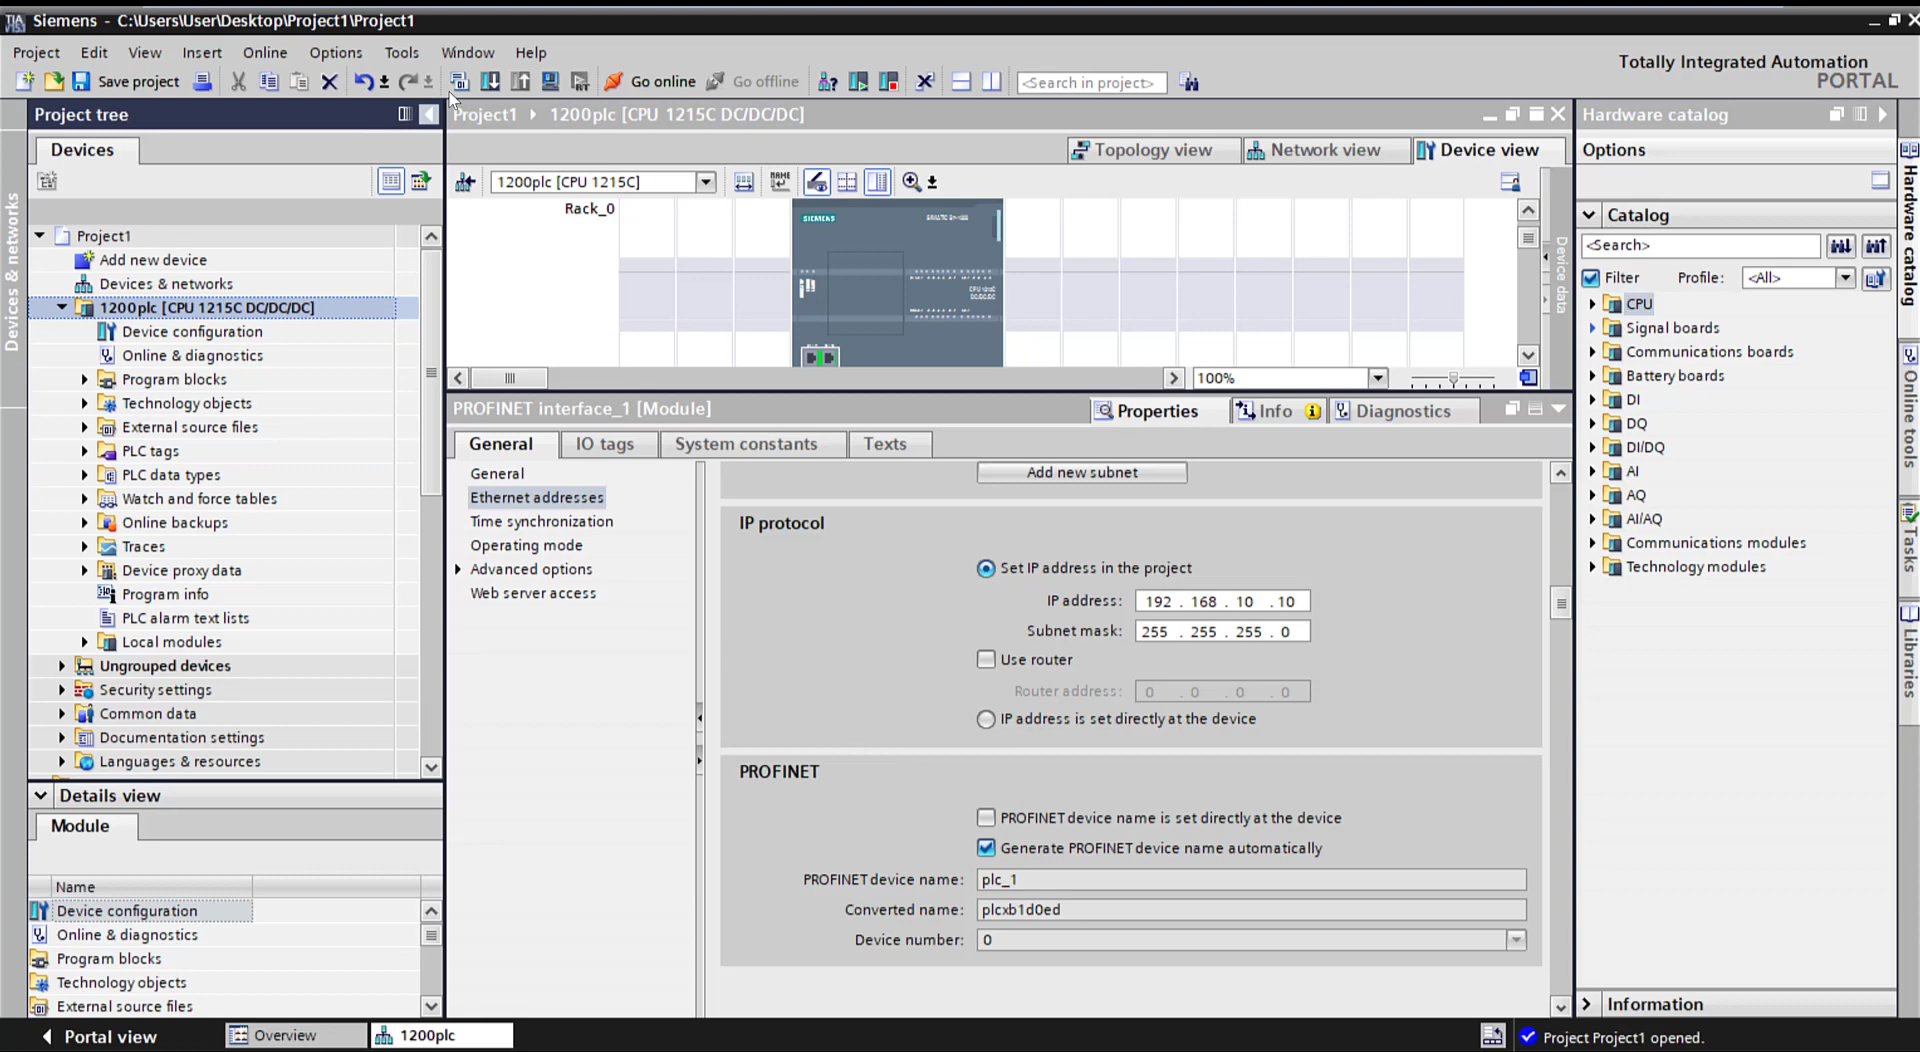 Siemens - C:\Users\User\Desktop\Project1\Project1
Project Edit View Insert Online Options Tools Window Help
Totally Integrated Automation
PORTAL
Save project
Go online
Go offline
<Search in project>
Project tree
Project1 1200plc [CPU 1215C DC/DC/DC]
Hardware catalog
Devices
Topology view
Network view
Device view
Options
1200plc [CPU 1215C]
Devices & networks
Project1
Add new device
Devices & networks
1200plc [CPU 1215C DC/DC/DC]
Device configuration
Online & diagnostics
Program blocks
Technology objects
External source files
PLC tags
PLC data types
Watch and force tables
Online backups
Traces
Device proxy data
Program info
PLC alarm text lists
Local modules
Ungrouped devices
Security settings
Common data
Documentation settings
Languages & resources
Rack_0
SIEMENS
Device data
100%
PROFINET interface_1 [Module]
Properties
Info
Diagnostics
General
IO tags
System constants
Texts
General
Ethernet addresses
Time synchronization
Operating mode
Advanced options
Web server access
Add new subnet
IP protocol
Set IP address in the project
IP address: 192 . 168 . 10 . 10
Subnet mask: 255 . 255 . 255 . 0
Use router
Router address: 0 . 0 . 0 . 0
IP address is set directly at the device
PROFINET
PROFINET device name is set directly at the device
Generate PROFINET device name automatically
PROFINET device name: plc_1
Converted name: plcxb1d0ed
Device number: 0
Catalog
<Search>
Filter Profile: <All>
CPU
Signal boards
Communications boards
Battery boards
DI
DQ
DI/DQ
AI
AQ
AI/AQ
Communications modules
Technology modules
Information
Hardware catalog
Online tools
Tasks
Libraries
Details view
Module
Name
Device configuration
Online & diagnostics
Program blocks
Technology objects
External source files
Portal view
Overview
1200plc
Project Project1 opened.